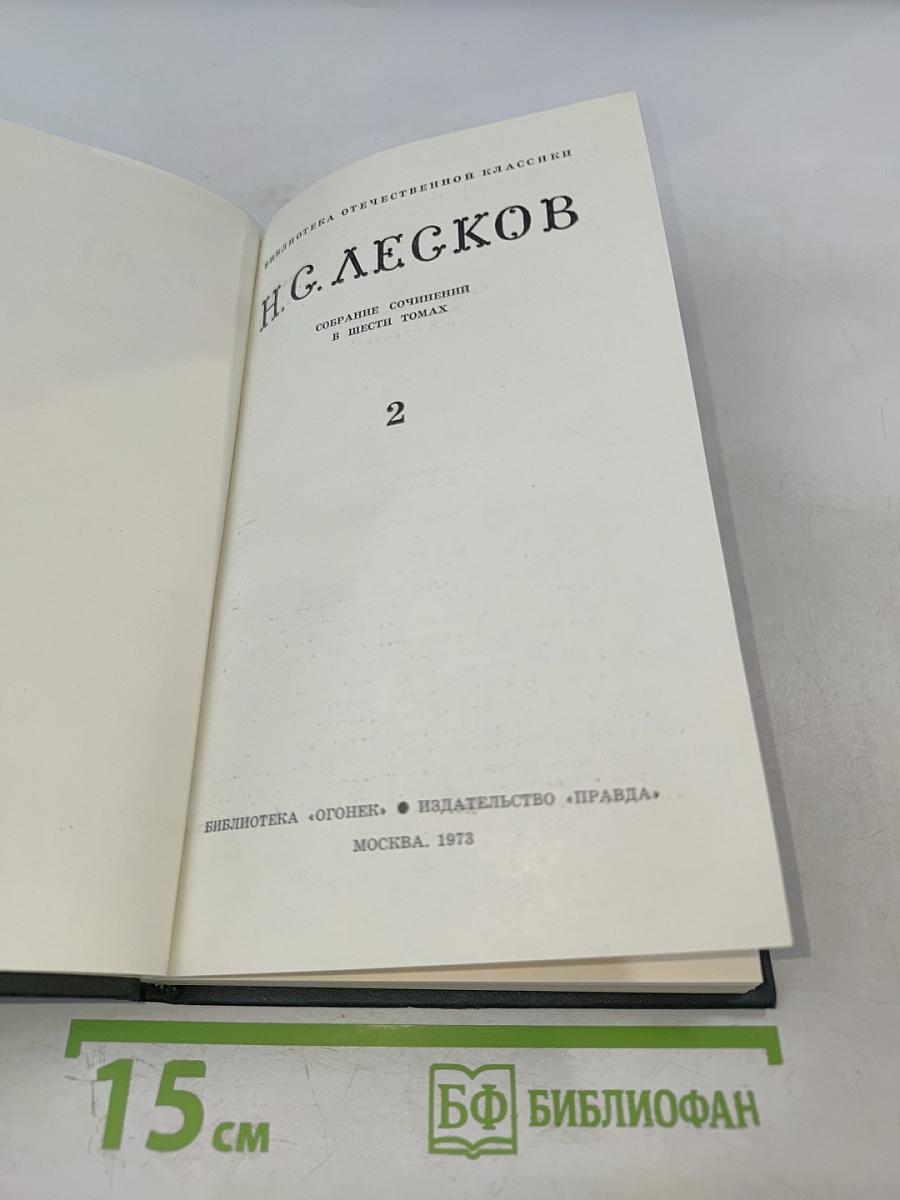 БИБЛИОТЕКА ОТЕЧЕСТВЕННОЙ КЛАССИКИ
Н. С. ЛЕСКОВ
СОБРАНИЕ СОЧИНЕНИЙ
В ШЕСТИ ТОМАХ
2
БИБЛИОТЕКА «ОГОНЕК» ● ИЗДАТЕЛЬСТВО «ПРАВДА»
МОСКВА. 1973
15 см
БФ БИБЛИОФАН